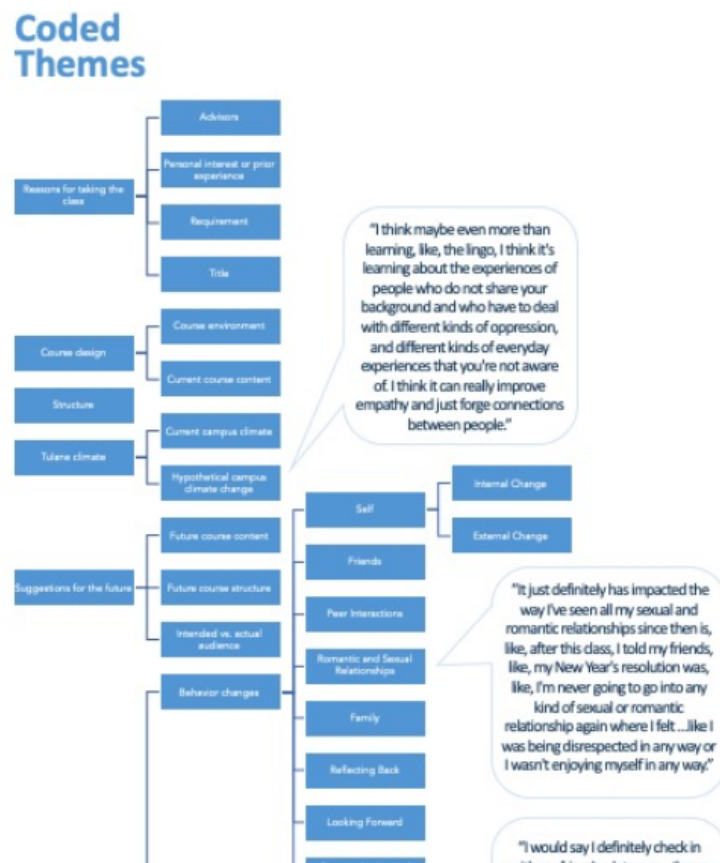 Coded
Themes
Advisors
Personal interest or prior
experience
Reasons for taking the
class
Requirement
Title
"I think maybe even more than
learning, like, the lingo, I think it's
learning about the experiences of
people who do not share your
background and who have to deal
with different kinds of oppression,
and different kinds of everyday
experiences that you're not aware
of. I think it can really improve
empathy and just forge connections
between people."
Course environment
Course design
Current course content
Structure
Current campus climate
Tulane climate
Hypothetical campus
climate change
Self
Internal Change
External Change
Future course content
Friends
Suggestions for the future
Future course structure
Peer Interactions
Intended vs. actual
audience
Romantic and Sexual
Relationships
"It just definitely has impacted the
way I've seen all my sexual and
romantic relationships since then is,
like, after this class, I told my friends,
like, my New Year's resolution was,
like, I'm never going to go into any
kind of sexual or romantic
relationship again where I felt ...like I
was being disrespected in any way or
I wasn't enjoying myself in any way."
Behavior changes
Family
Reflecting Back
Looking Forward
"I would say I definitely check in